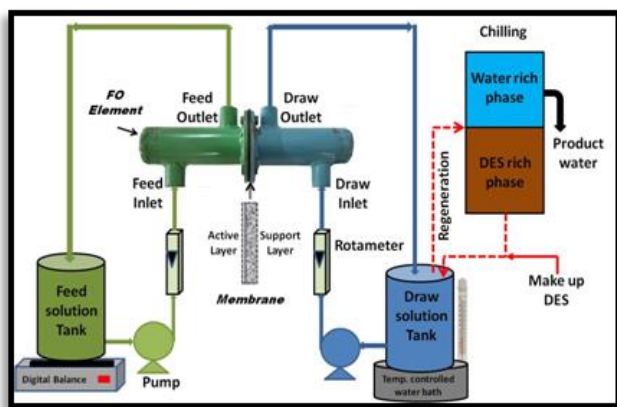 Chilling
Water rich
phase
DES rich
phase
Product
water
Regeneration
Make up
DES
FO
Element
Feed
Outlet
Draw
Outlet
Feed
Inlet
Draw
Inlet
Active
Layer
Support
Layer
Membrane
Rotameter
Feed
solution
Tank
Digital Balance
Pump
Draw
solution
Tank
Temp. controlled
water bath